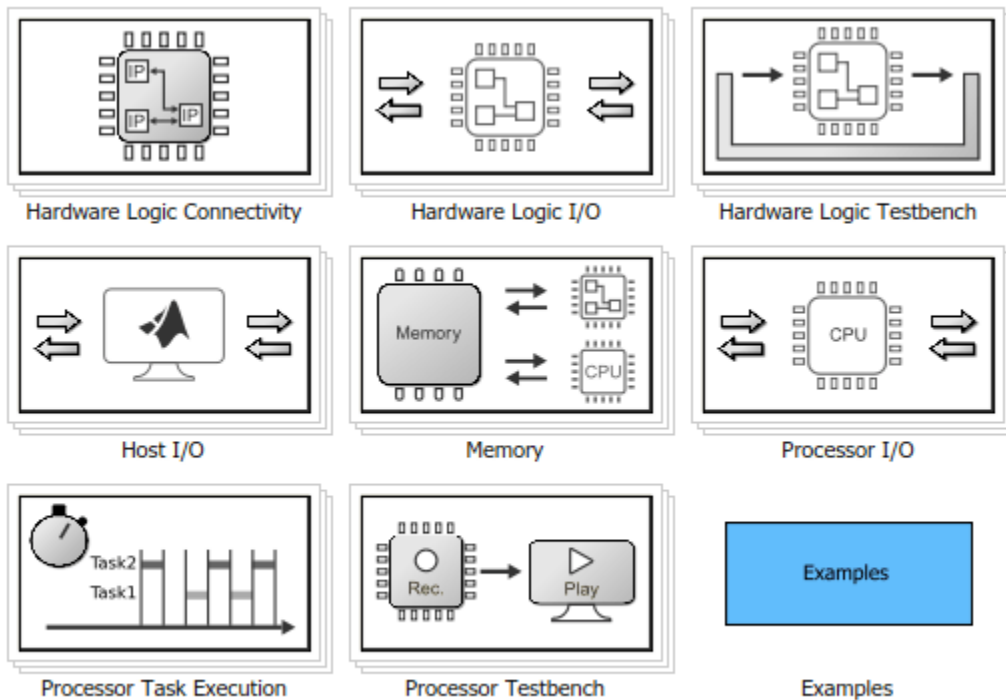 IP
IP
IP
Hardware Logic Connectivity
Hardware Logic I/O
Hardware Logic Testbench
Host I/O
Memory
CPU
Memory
CPU
Processor I/O
Task2
Task1
Processor Task Execution
Rec.
Play
Processor Testbench
Examples
Examples